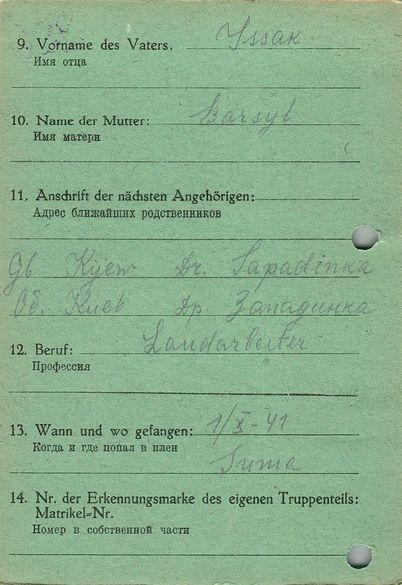 9. Vorname des Vaters. Issak
Имя отца
10. Name der Mutter: Barsyl
Имя матери
11. Anschrift der nächsten Angehörigen:
Адрес ближайших родственников
Gb Kijew Dr. Sapadinka
Об. Киев Др Западинка
12. Beruf: Landarbeiter
Профессия
13. Wann und wo gefangen: 1/X-41
Когда и где попал в плен
Suma
14. Nr. der Erkennungsmarke des eigenen Truppenteils:
Matrikel-Nr.
Номер в собственной части